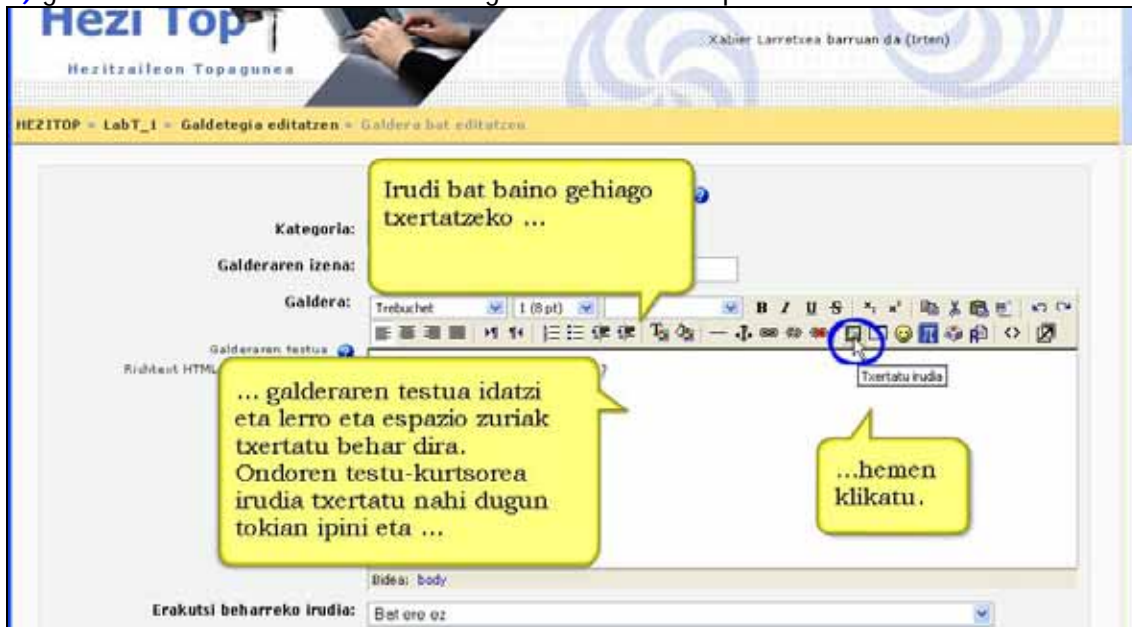 Hezi Top
Xabier Larretxea barruan da (Irten)
Hezitzaileon Topagunea
HEZITOP » LabT_1 » Galdetegia editatzen » Galdera bat editatzen
Irudi bat baino gehiago
txertatzeko ...
Kategoria:
Galderaren izena:
Galdera:
Trebuchet 1 (8 pt) B I U S
Galderaren testua
Richtext HTML
Txertatu irudia
... galderaren testua idatzi
eta lerro eta espazio zuriak
txertatu behar dira.
Ondoren testu-kurtsorea
irudia txertatu nahi dugun
tokian ipini eta ...
...hemen
klikatu.
Bidea: body
Erakutsi beharreko irudia: Bat ere ez